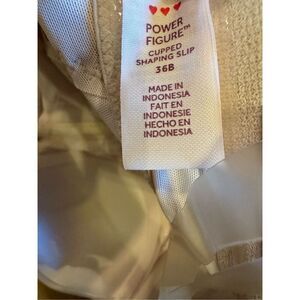 POWER
FIGURE™
CUPPED
SHAPING SLIP
36B
MADE IN
INDONESIA
FAIT EN
INDONESIE
HECHO EN
INDONESIA